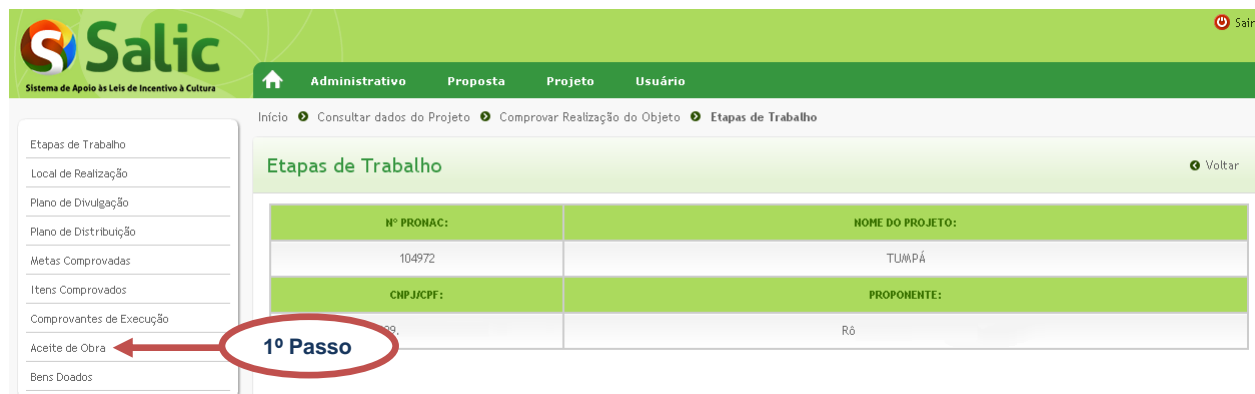 Salic
Sistema de Apoio às Leis de Incentivo à Cultura
Sair
Administrativo Proposta Projeto Usuário
Início Consultar dados do Projeto Comprovar Realização do Objeto Etapas de Trabalho
Etapas de Trabalho
Local de Realização
Plano de Divulgação
Plano de Distribuição
Metas Comprovadas
Itens Comprovados
Comprovantes de Execução
Aceite de Obra
Bens Doados
1º Passo
Etapas de Trabalho
Voltar
Nº PRONAC: NOME DO PROJETO:
104972 TUMPÁ
CNPJ/CPF: PROPONENTE:
Rô